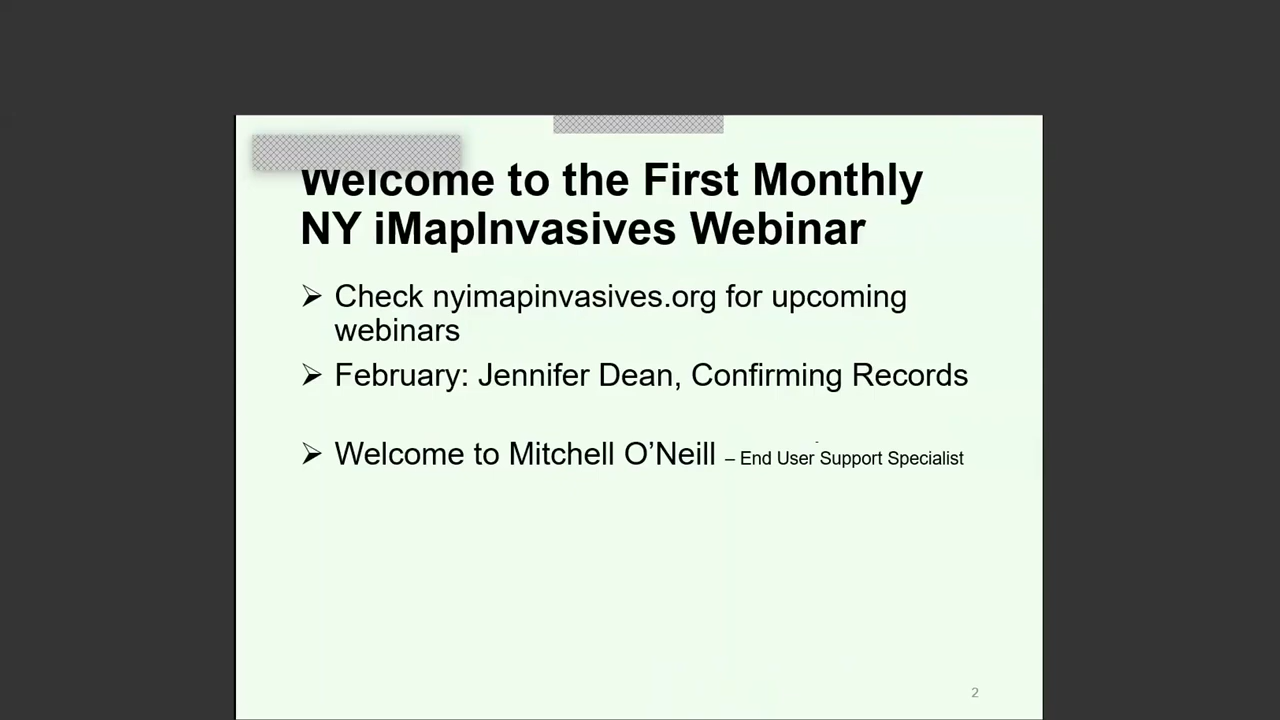 Welcome to the First Monthly
NY iMapInvasives Webinar
➢ Check nyimapinvasives.org for upcoming
webinars
➢ February: Jennifer Dean, Confirming Records
➢ Welcome to Mitchell O’Neill – End User Support Specialist
2